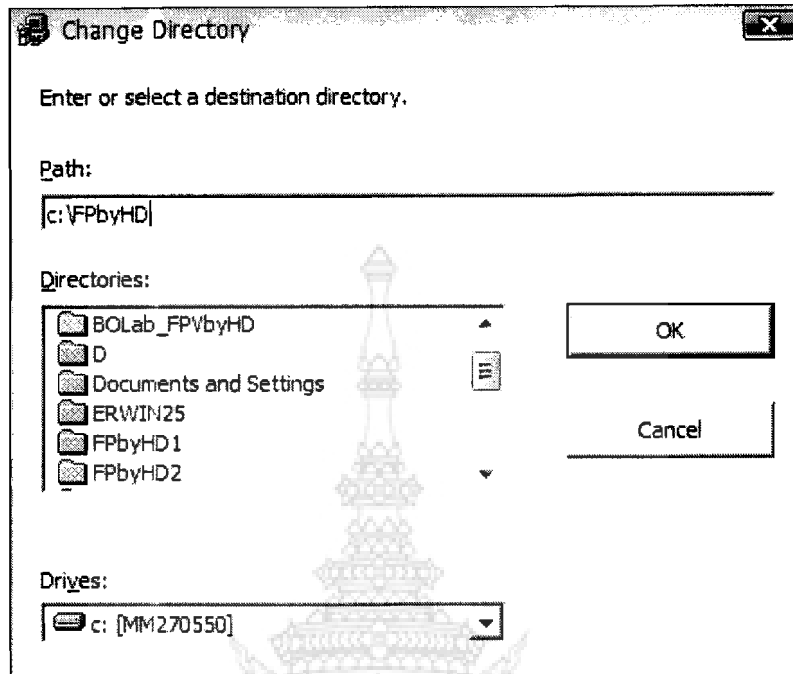 Change Directory
Enter or select a destination directory.
Path:
c:\FPbyHD
Directories:
BOLab_FPVbyHD
D
Documents and Settings
ERWIN25
FPbyHD1
FPbyHD2
OK
Cancel
Drives:
c: [MM270550]